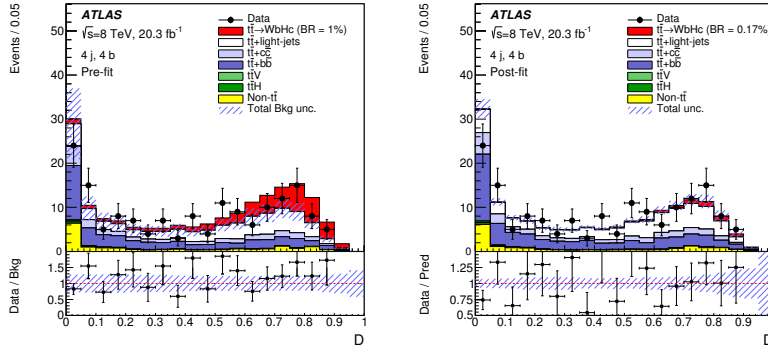 Events / 0.05
50
40
30
20
10
0
ATLAS
√s=8 TeV, 20.3 fb⁻¹
4 j, 4 b
Pre-fit
Data
tt̄→WbHc (BR = 1%)
tt̄+light-jets
tt̄+cc̄
tt̄+bb̄
tt̄V
tt̄H
Non-tt̄
Total Bkg unc.
Data / Bkg
1.5
1
0.5
0 0.1 0.2 0.3 0.4 0.5 0.6 0.7 0.8 0.9 1
D
Events / 0.05
50
40
30
20
10
0
ATLAS
√s=8 TeV, 20.3 fb⁻¹
4 j, 4 b
Post-fit
Data
tt̄→WbHc (BR = 0.17%)
tt̄+light-jets
tt̄+cc̄
tt̄+bb̄
tt̄V
tt̄H
Non-tt̄
Total unc.
Data / Pred
1.25
1
0.75
0.5
0 0.1 0.2 0.3 0.4 0.5 0.6 0.7 0.8 0.9 1
D